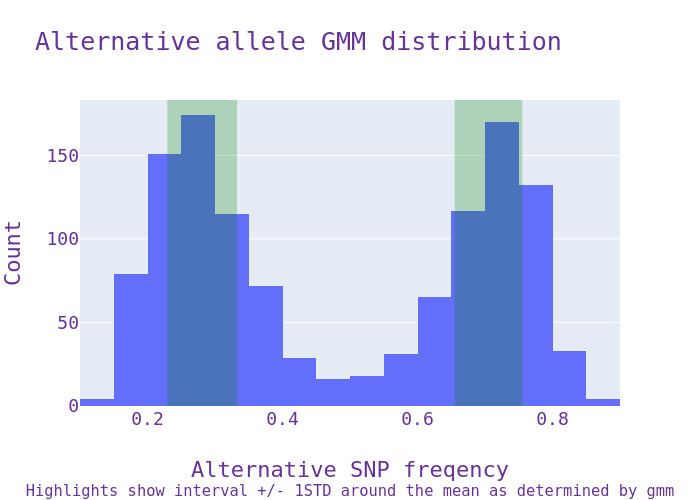 Alternative allele GMM distribution
Count
150
100
50
0
0.2 0.4 0.6 0.8
Alternative SNP freqency
Highlights show interval +/- 1STD around the mean as determined by gmm